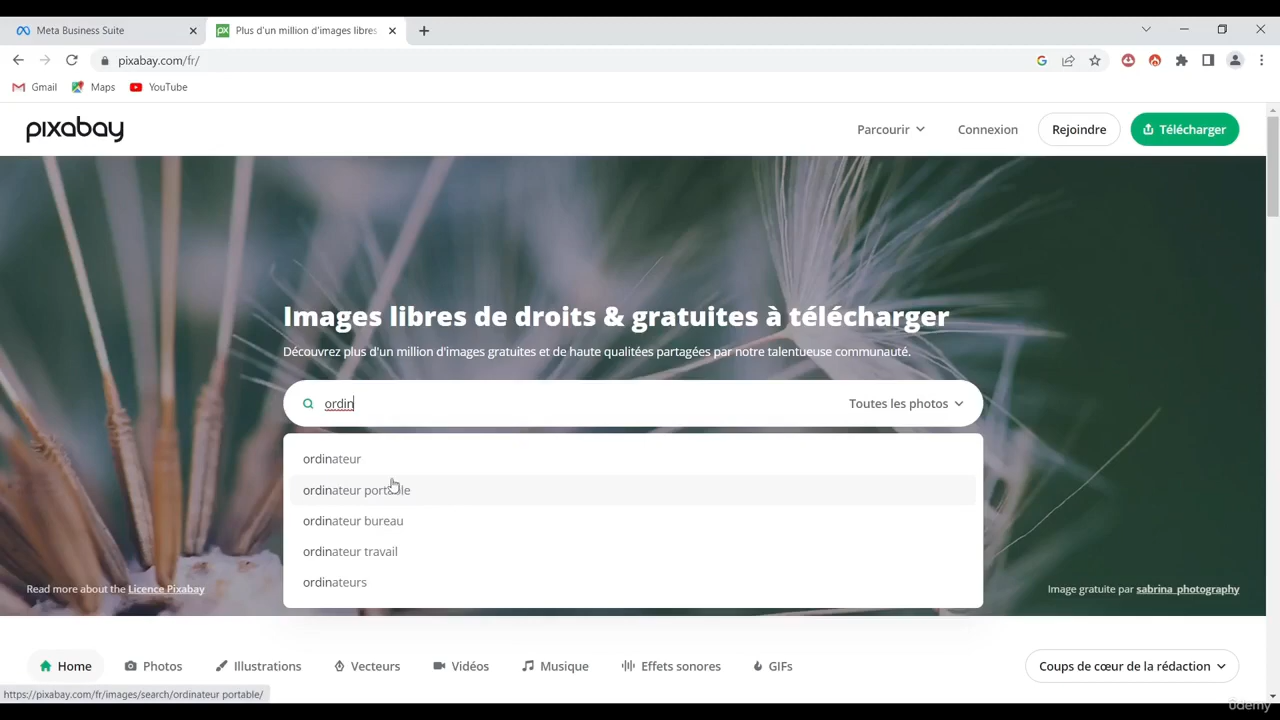 Meta Business Suite
Plus d'un million d'images libres
pixabay.com/fr/
Gmail Maps YouTube
pixabay
Parcourir Connexion Rejoindre Télécharger
Images libres de droits & gratuites à télécharger
Découvrez plus d'un million d'images gratuites et de haute qualitées partagées par notre talentueuse communauté.
ordin
Toutes les photos
ordinateur
ordinateur portable
ordinateur bureau
ordinateur travail
ordinateurs
Read more about the Licence Pixabay
Image gratuite par sabrina_photography
Home Photos Illustrations Vecteurs Vidéos Musique Effets sonores GIFs
Coups de cœur de la rédaction
https://pixabay.com/fr/images/search/ordinateur portable/
udemy